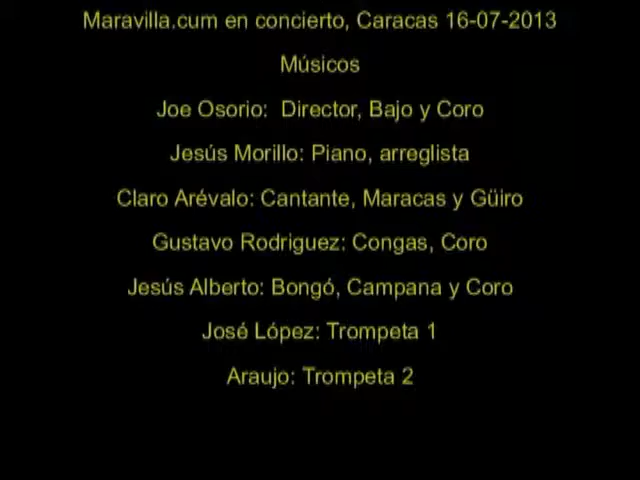 Maravilla.cum en concierto, Caracas 16-07-2013
Músicos
Joe Osorio: Director, Bajo y Coro
Jesús Morillo: Piano, arreglista
Claro Arévalo: Cantante, Maracas y Güiro
Gustavo Rodriguez: Congas, Coro
Jesús Alberto: Bongó, Campana y Coro
José López: Trompeta 1
Araujo: Trompeta 2